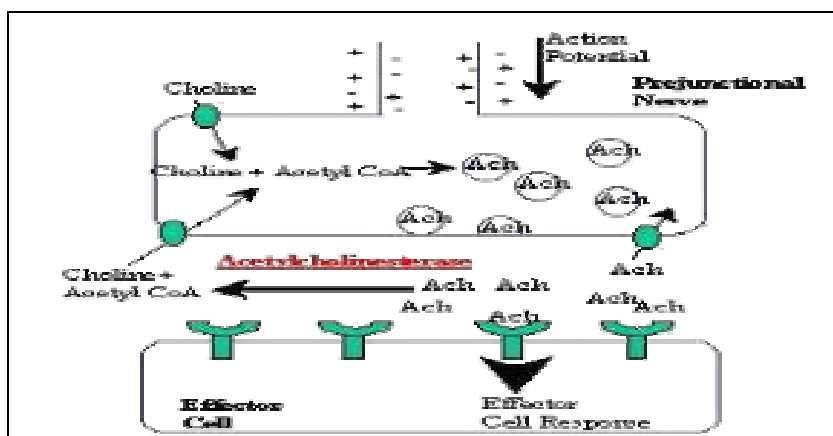 Action
Potential
Prejunctional
Nerve
Choline
Choline + Acetyl CoA
Ach
Ach
Ach
Ach
Ach
Ach
Acetylcholinesterase
Choline +
Acetyl CoA
Ach
Ach
Ach
Ach
Ach
Ach
Ach
Effector
Cell
Effector
Cell Response